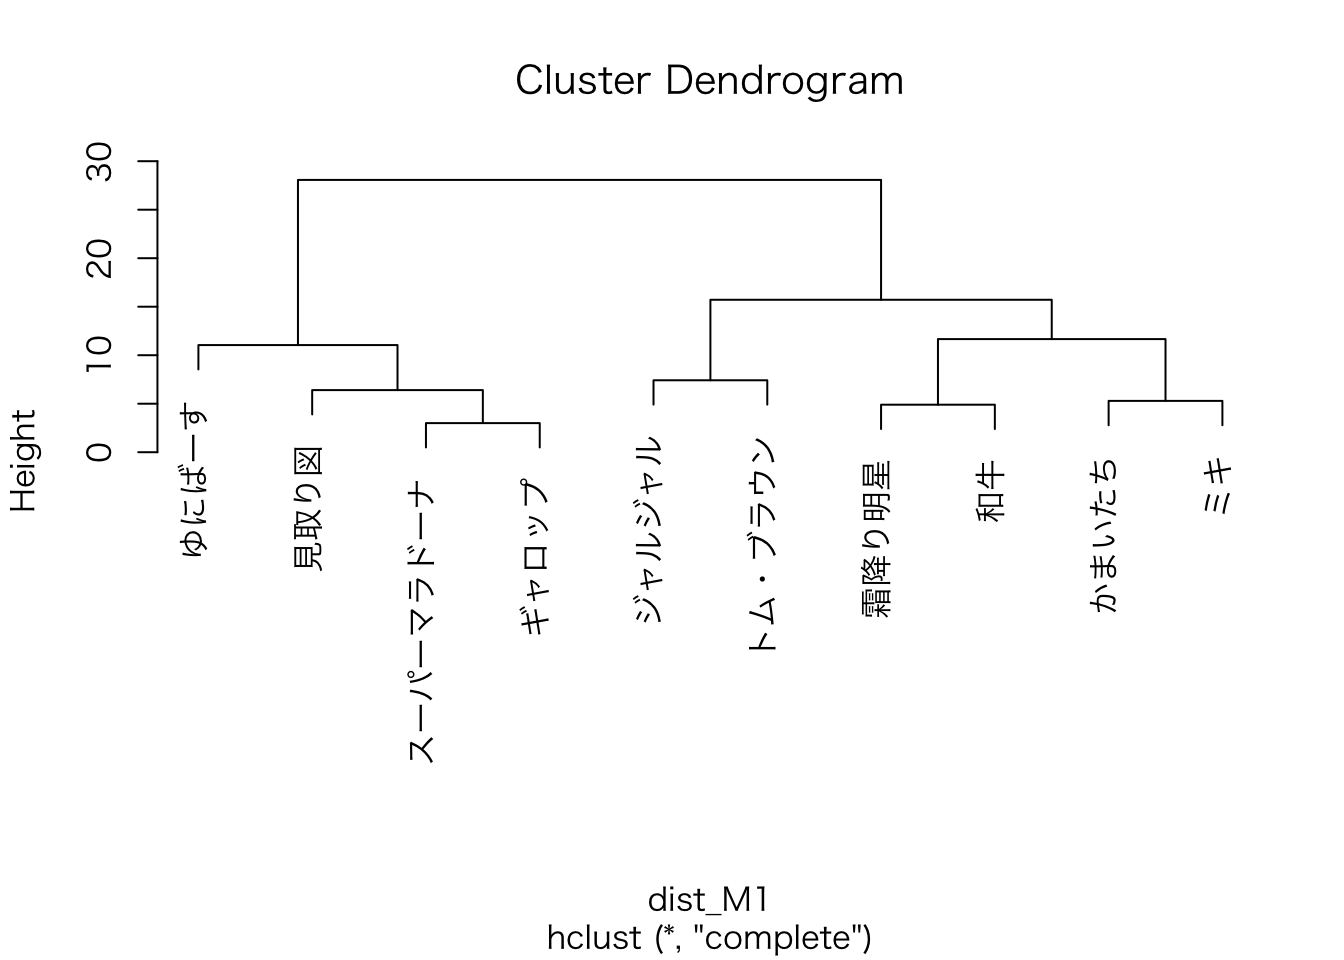 Cluster Dendrogram
Height
30
20
10
0
ゆにばーす
見取り図
スーパーマラドーナ
ギャロップ
ジャルジャル
トム・ブラウン
霜降り明星
和牛
かまいたち
ミキ
dist_M1
hclust (*, "complete")